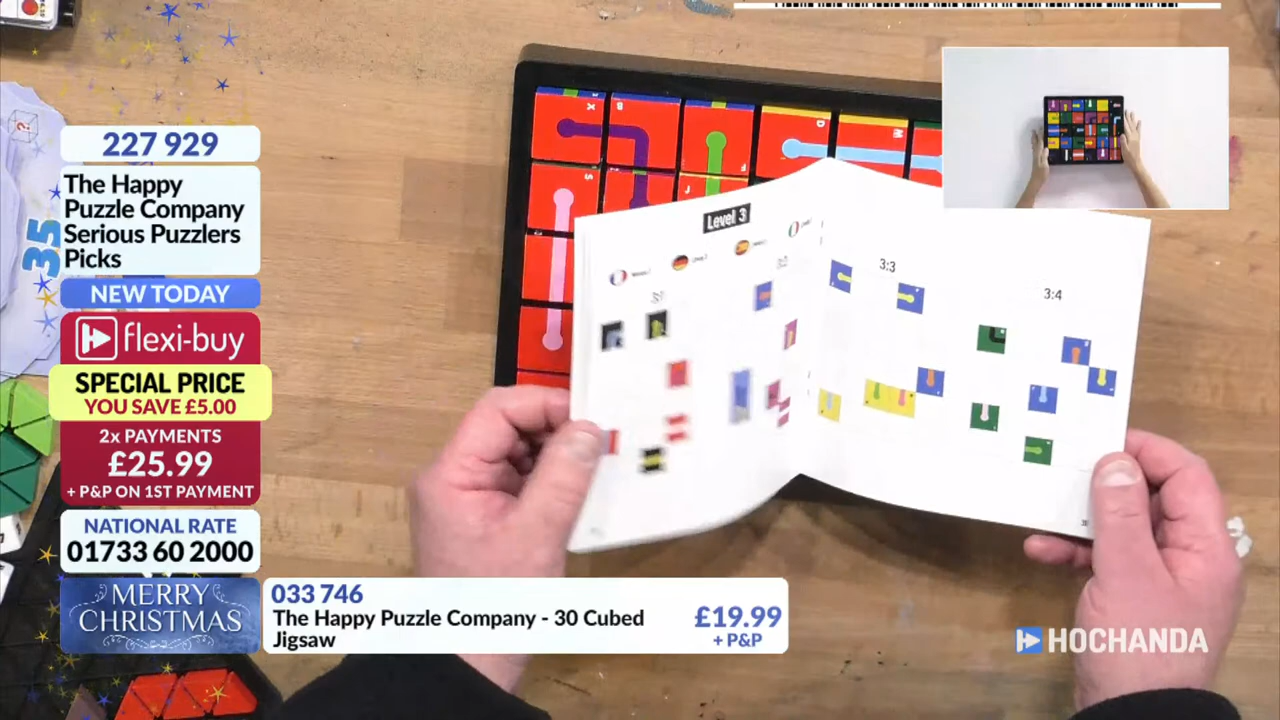 227 929
The Happy
Puzzle Company
Serious Puzzlers
Picks
NEW TODAY
flexi-buy
SPECIAL PRICE
YOU SAVE £5.00
2x PAYMENTS
£25.99
+ P&P ON 1ST PAYMENT
NATIONAL RATE
01733 60 2000
MERRY
CHRISTMAS
033 746
The Happy Puzzle Company - 30 Cubed
Jigsaw
£19.99
+ P&P
HOCHANDA
Level 3
3:3
3:4
35
X
B
F
D
M
S
J